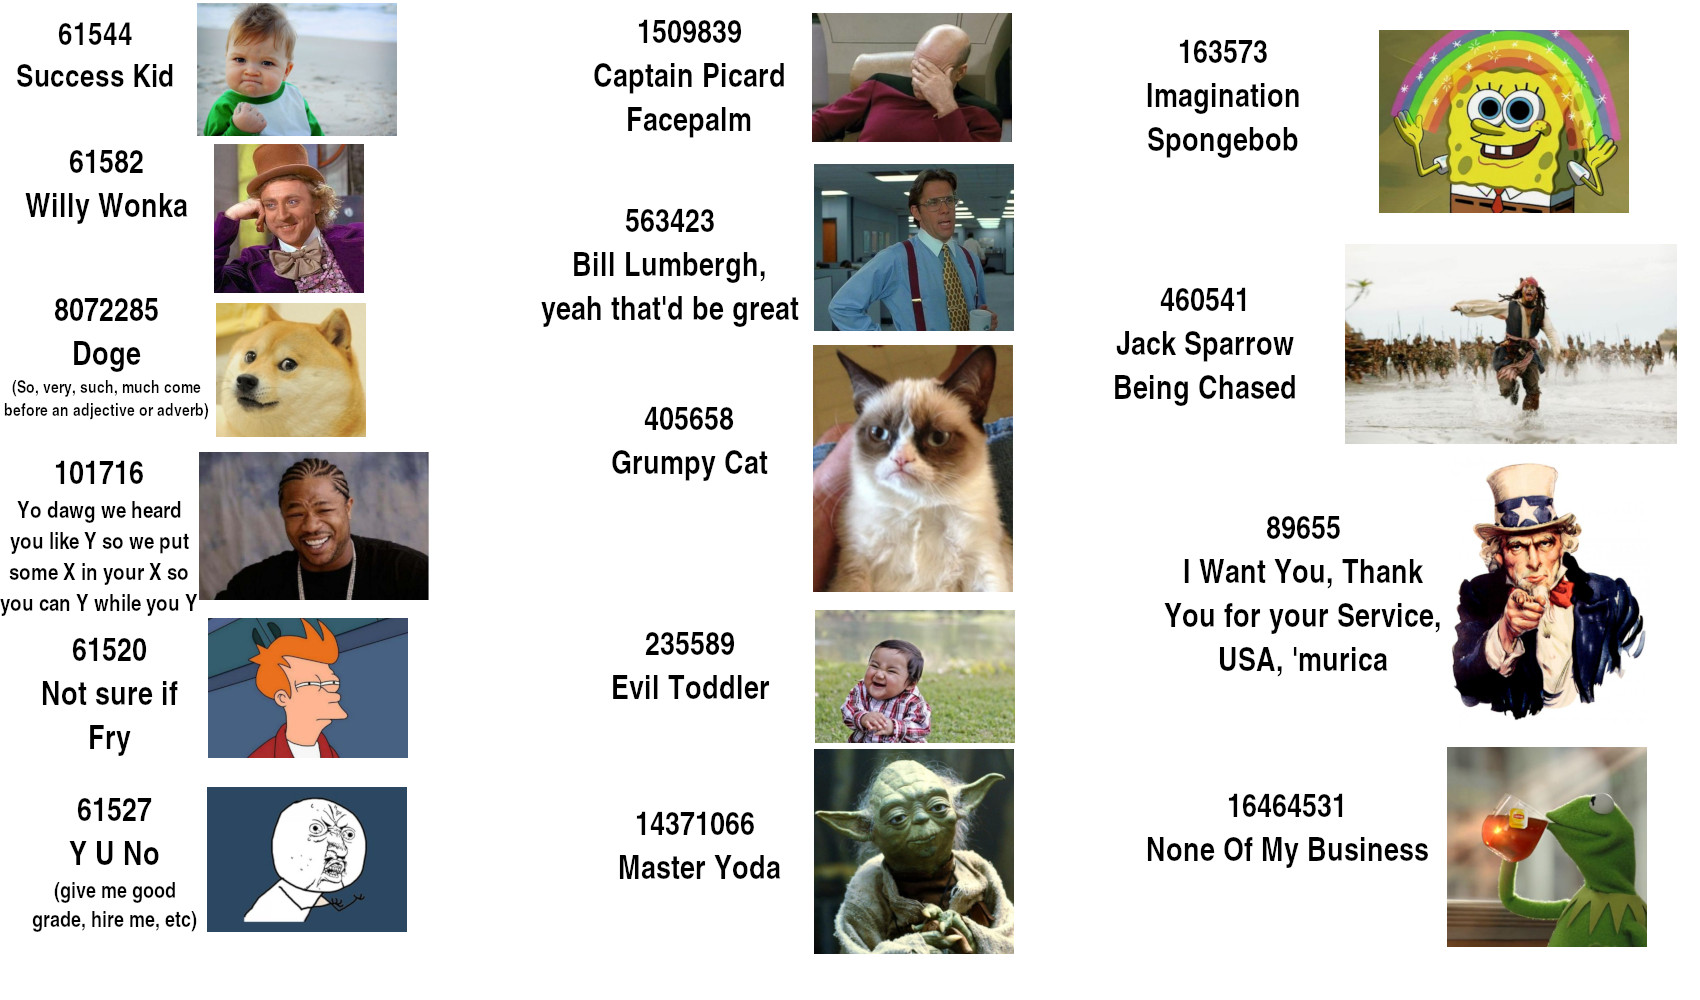 61544
Success Kid
61582
Willy Wonka
8072285
Doge
(So, very, such, much come
before an adjective or adverb)
101716
Yo dawg we heard
you like Y so we put
some X in your X so
you can Y while you Y
61520
Not sure if
Fry
61527
Y U No
(give me good
grade, hire me, etc)
1509839
Captain Picard
Facepalm
563423
Bill Lumbergh,
yeah that'd be great
405658
Grumpy Cat
235589
Evil Toddler
14371066
Master Yoda
163573
Imagination
Spongebob
460541
Jack Sparrow
Being Chased
89655
I Want You, Thank
You for your Service,
USA, 'murica
16464531
None Of My Business